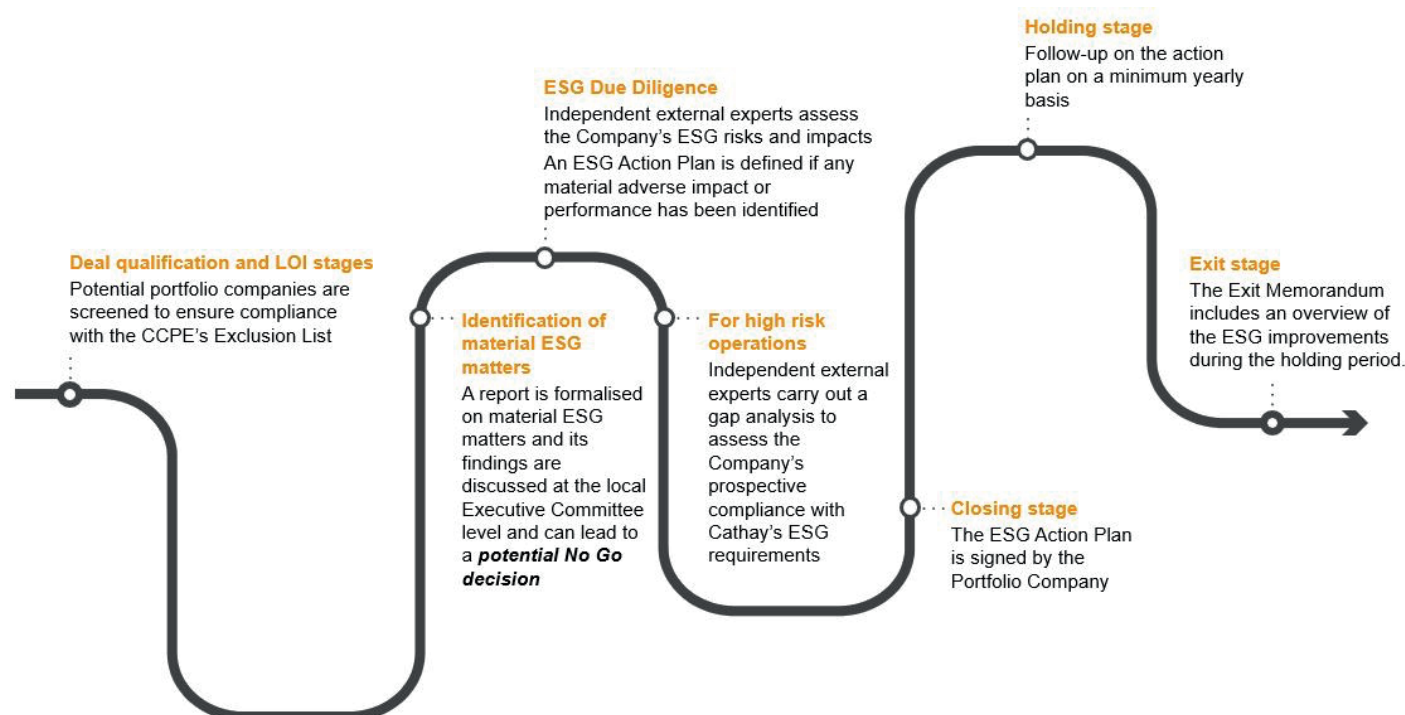 Deal qualification and LOI stages
Potential portfolio companies are
screened to ensure compliance
with the CCPE's Exclusion List
Identification of
material ESG
matters
A report is formalised
on material ESG
matters and its
findings are
discussed at the local
Executive Committee
level and can lead to
a potential No Go
decision
ESG Due Diligence
Independent external experts assess
the Company's ESG risks and impacts
An ESG Action Plan is defined if any
material adverse impact or
performance has been identified
For high risk
operations
Independent external
experts carry out a
gap analysis to
assess the
Company's
prospective
compliance with
Cathay's ESG
requirements
Closing stage
The ESG Action Plan
is signed by the
Portfolio Company
Holding stage
Follow-up on the action
plan on a minimum yearly
basis
Exit stage
The Exit Memorandum
includes an overview of
the ESG improvements
during the holding period.